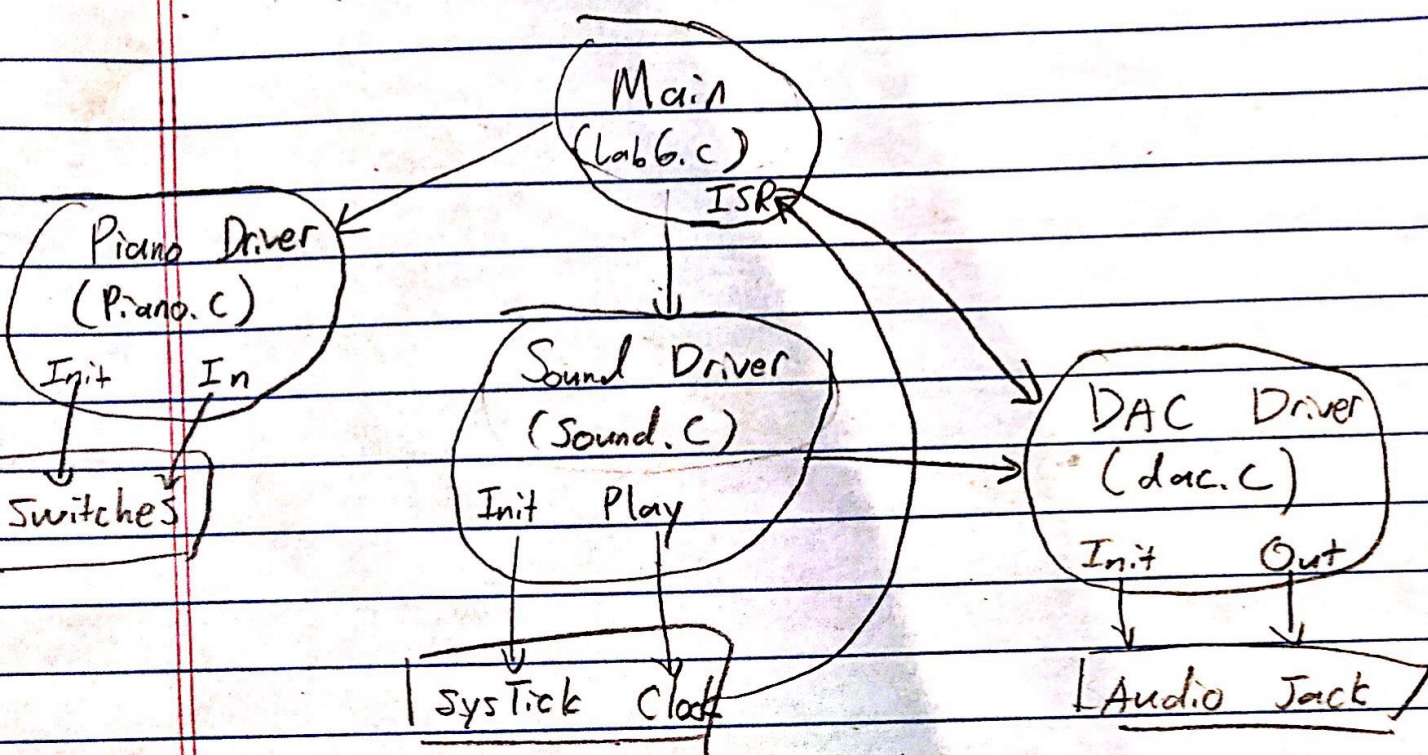 Main
(Lab6.c)
ISR
Piano Driver
(Piano.c)
Init In
Switches
Sound Driver
(Sound.c)
Init Play
SysTick Clock
DAC Driver
(dac.c)
Init Out
Audio Jack